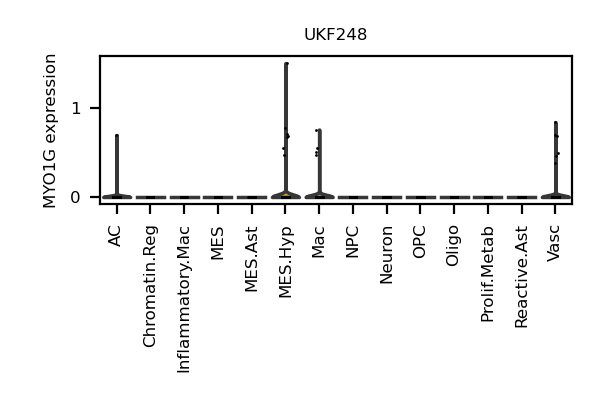 UKF248
MYO1G expression
1
0
AC
Chromatin.Reg
Inflammatory.Mac
MES
MES.Ast
MES.Hyp
Mac
NPC
Neuron
OPC
Oligo
Prolif.Metab
Reactive.Ast
Vasc